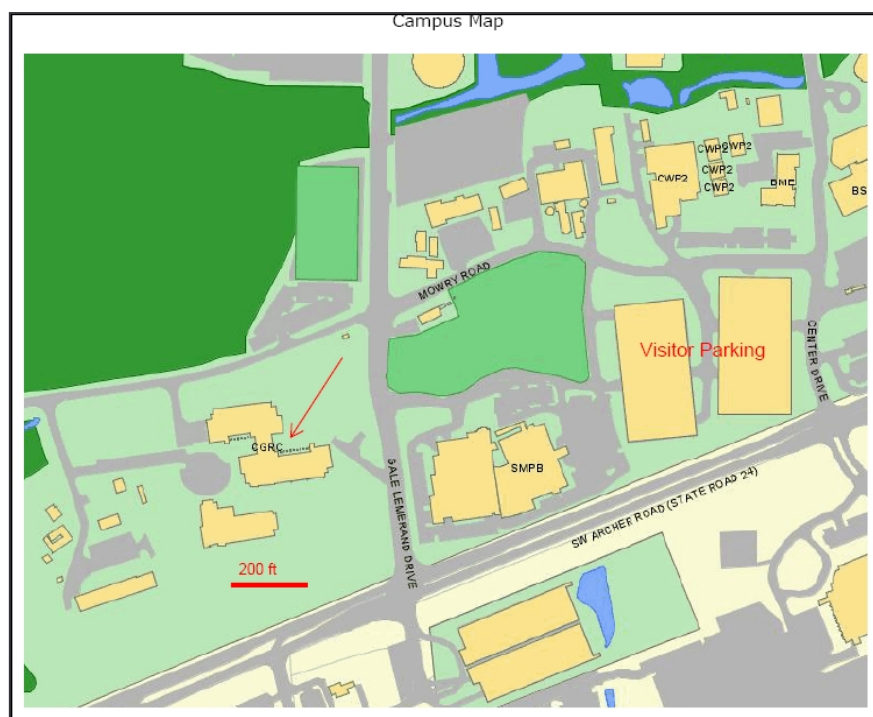 Campus Map
CWP2
CWP2
CWP2
CWP2
CWP2
BME
BS
MOWRY ROAD
Visitor Parking
CENTER DRIVE
CGRC
GALE LEMERAND DRIVE
SMPB
SW ARCHER ROAD (STATE ROAD 24)
200 ft